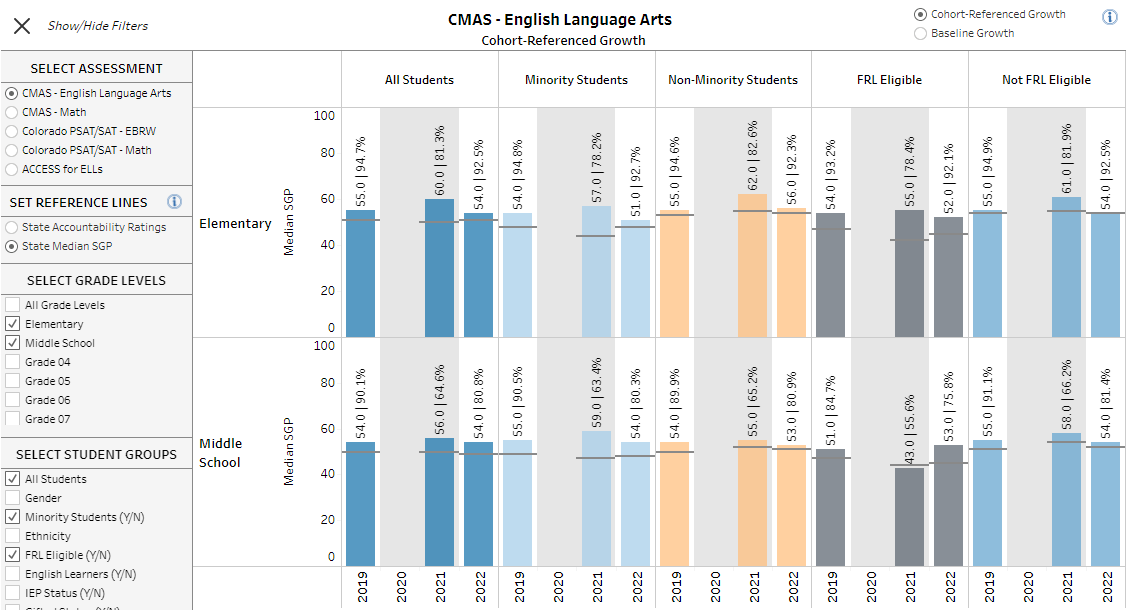 Show/Hide Filters
CMAS - English Language Arts
Cohort-Referenced Growth
Cohort-Referenced Growth
Baseline Growth
SELECT ASSESSMENT
CMAS - English Language Arts
CMAS - Math
Colorado PSAT/SAT - EBRW
Colorado PSAT/SAT - Math
ACCESS for ELLs
SET REFERENCE LINES
State Accountability Ratings
State Median SGP
SELECT GRADE LEVELS
All Grade Levels
Elementary
Middle School
Grade 04
Grade 05
Grade 06
Grade 07
SELECT STUDENT GROUPS
All Students
Gender
Minority Students (Y/N)
Ethnicity
FRL Eligible (Y/N)
English Learners (Y/N)
IEP Status (Y/N)
All Students
Minority Students
Non-Minority Students
FRL Eligible
Not FRL Eligible
Elementary
Median SGP
100
80
60
40
20
0
55.0 | 94.7%
60.0 | 81.3%
54.0 | 92.5%
54.0 | 94.8%
57.0 | 78.2%
51.0 | 92.7%
55.0 | 94.6%
62.0 | 82.6%
56.0 | 92.3%
54.0 | 93.2%
55.0 | 78.4%
52.0 | 92.1%
55.0 | 94.9%
61.0 | 81.9%
54.0 | 92.5%
Middle
School
Median SGP
100
80
60
40
20
0
54.0 | 90.1%
56.0 | 64.6%
54.0 | 80.8%
55.0 | 90.5%
59.0 | 63.4%
54.0 | 80.3%
54.0 | 89.9%
55.0 | 65.2%
53.0 | 80.9%
51.0 | 84.7%
43.0 | 55.6%
53.0 | 75.8%
55.0 | 91.1%
58.0 | 66.2%
54.0 | 81.4%
2019
2020
2021
2022
2019
2020
2021
2022
2019
2020
2021
2022
2019
2020
2021
2022
2019
2020
2021
2022